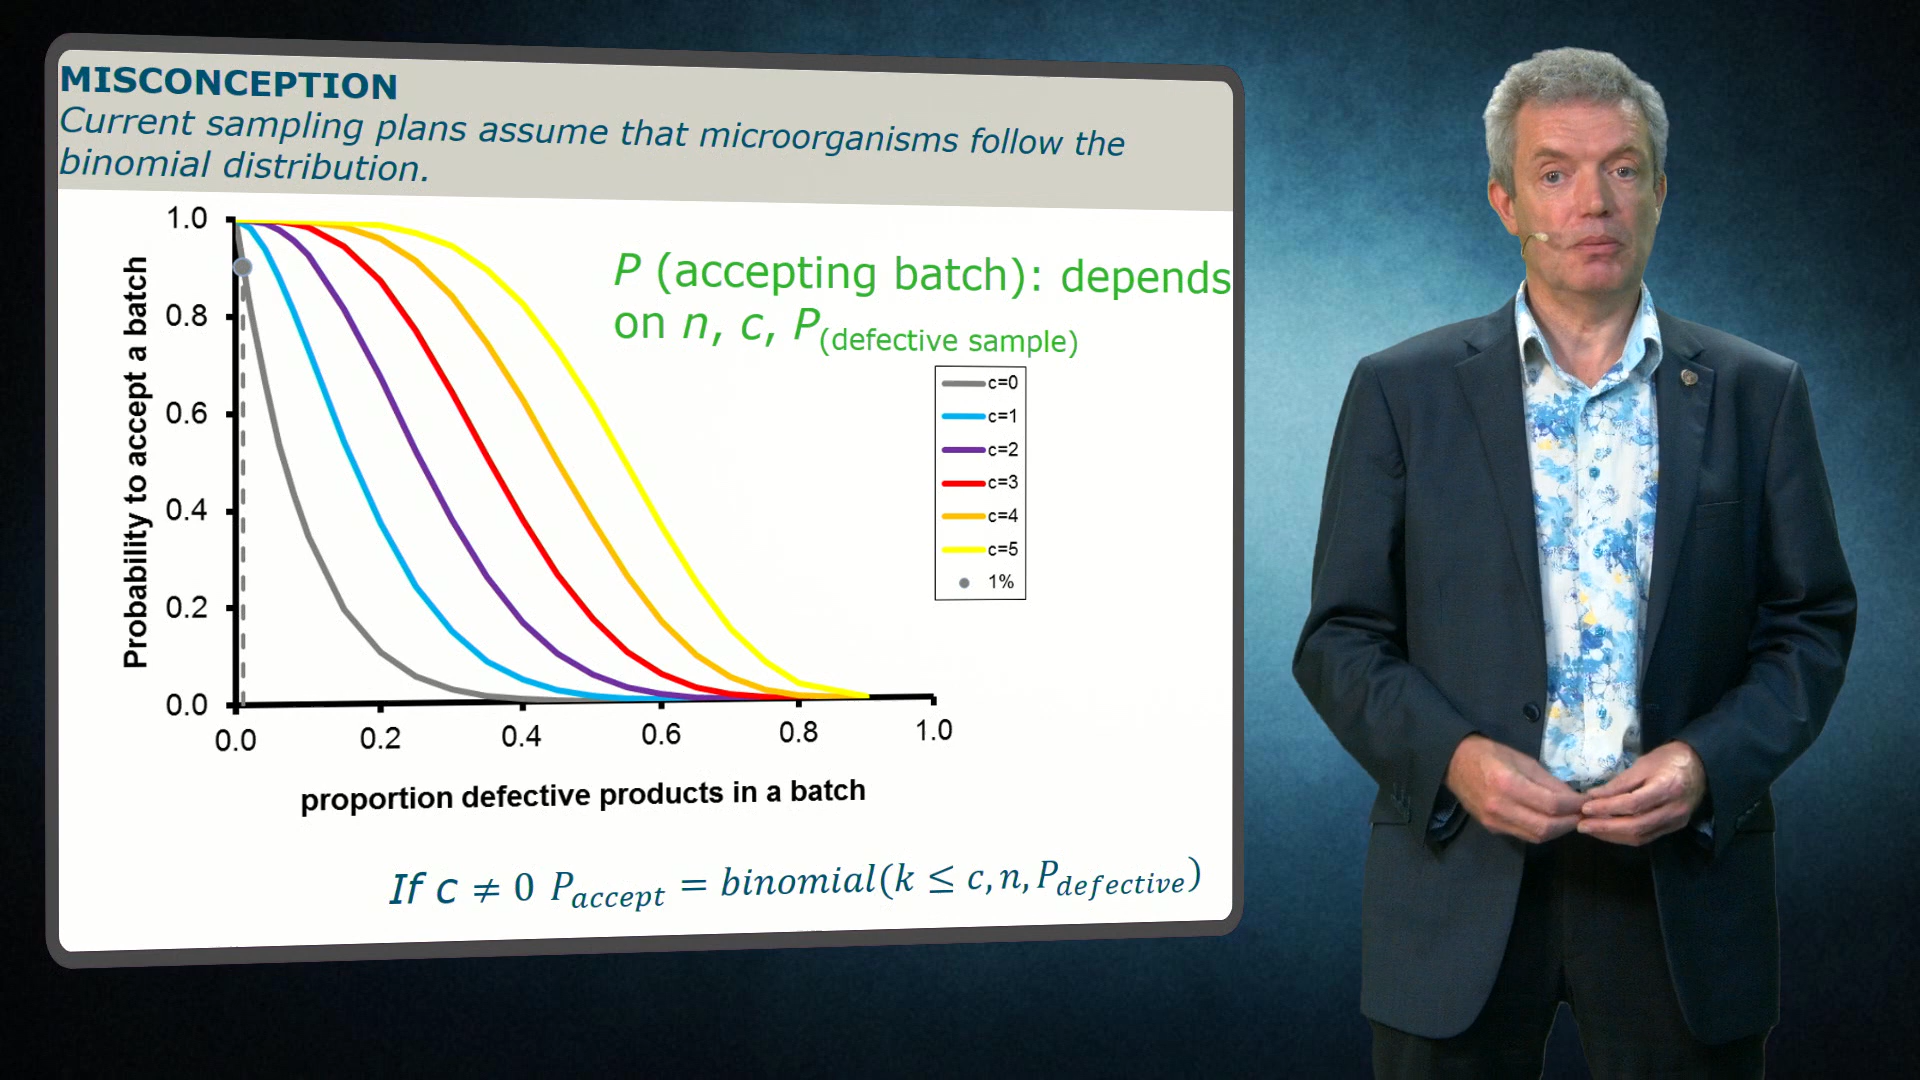 MISCONCEPTION
Current sampling plans assume that microorganisms follow the
binomial distribution.
1.0
0.8
0.6
0.4
0.2
0.0
Probability to accept a batch
P (accepting batch): depends
on n, c, P(defective sample)
c=0
c=1
c=2
c=3
c=4
c=5
1%
0.0 0.2 0.4 0.6 0.8 1.0
proportion defective products in a batch
If c ≠ 0 P_accept = binomial(k ≤ c, n, P_defective)